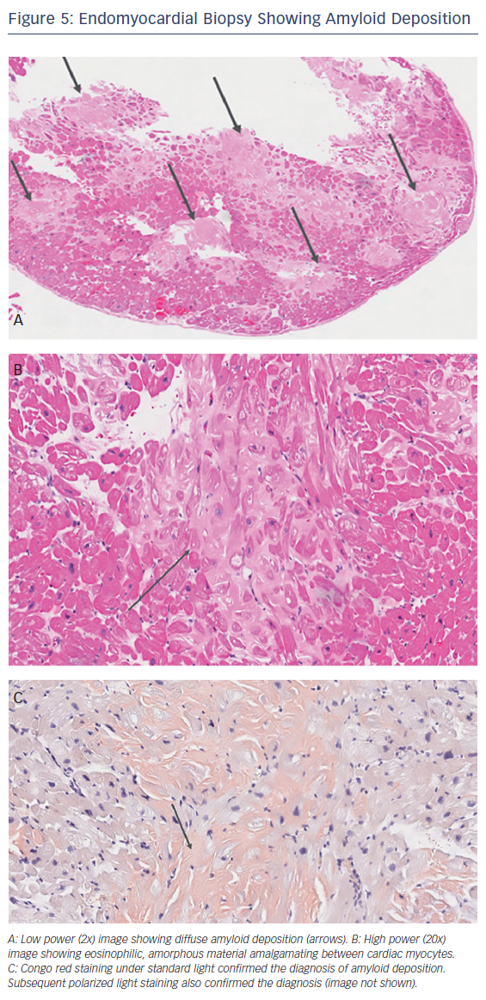 Figure 5: Endomyocardial Biopsy Showing Amyloid Deposition
A
B
C
A: Low power (2x) image showing diffuse amyloid deposition (arrows). B: High power (20x)
image showing eosinophilic, amorphous material amalgamating between cardiac myocytes.
C: Congo red staining under standard light confirmed the diagnosis of amyloid deposition.
Subsequent polarized light staining also confirmed the diagnosis (image not shown).